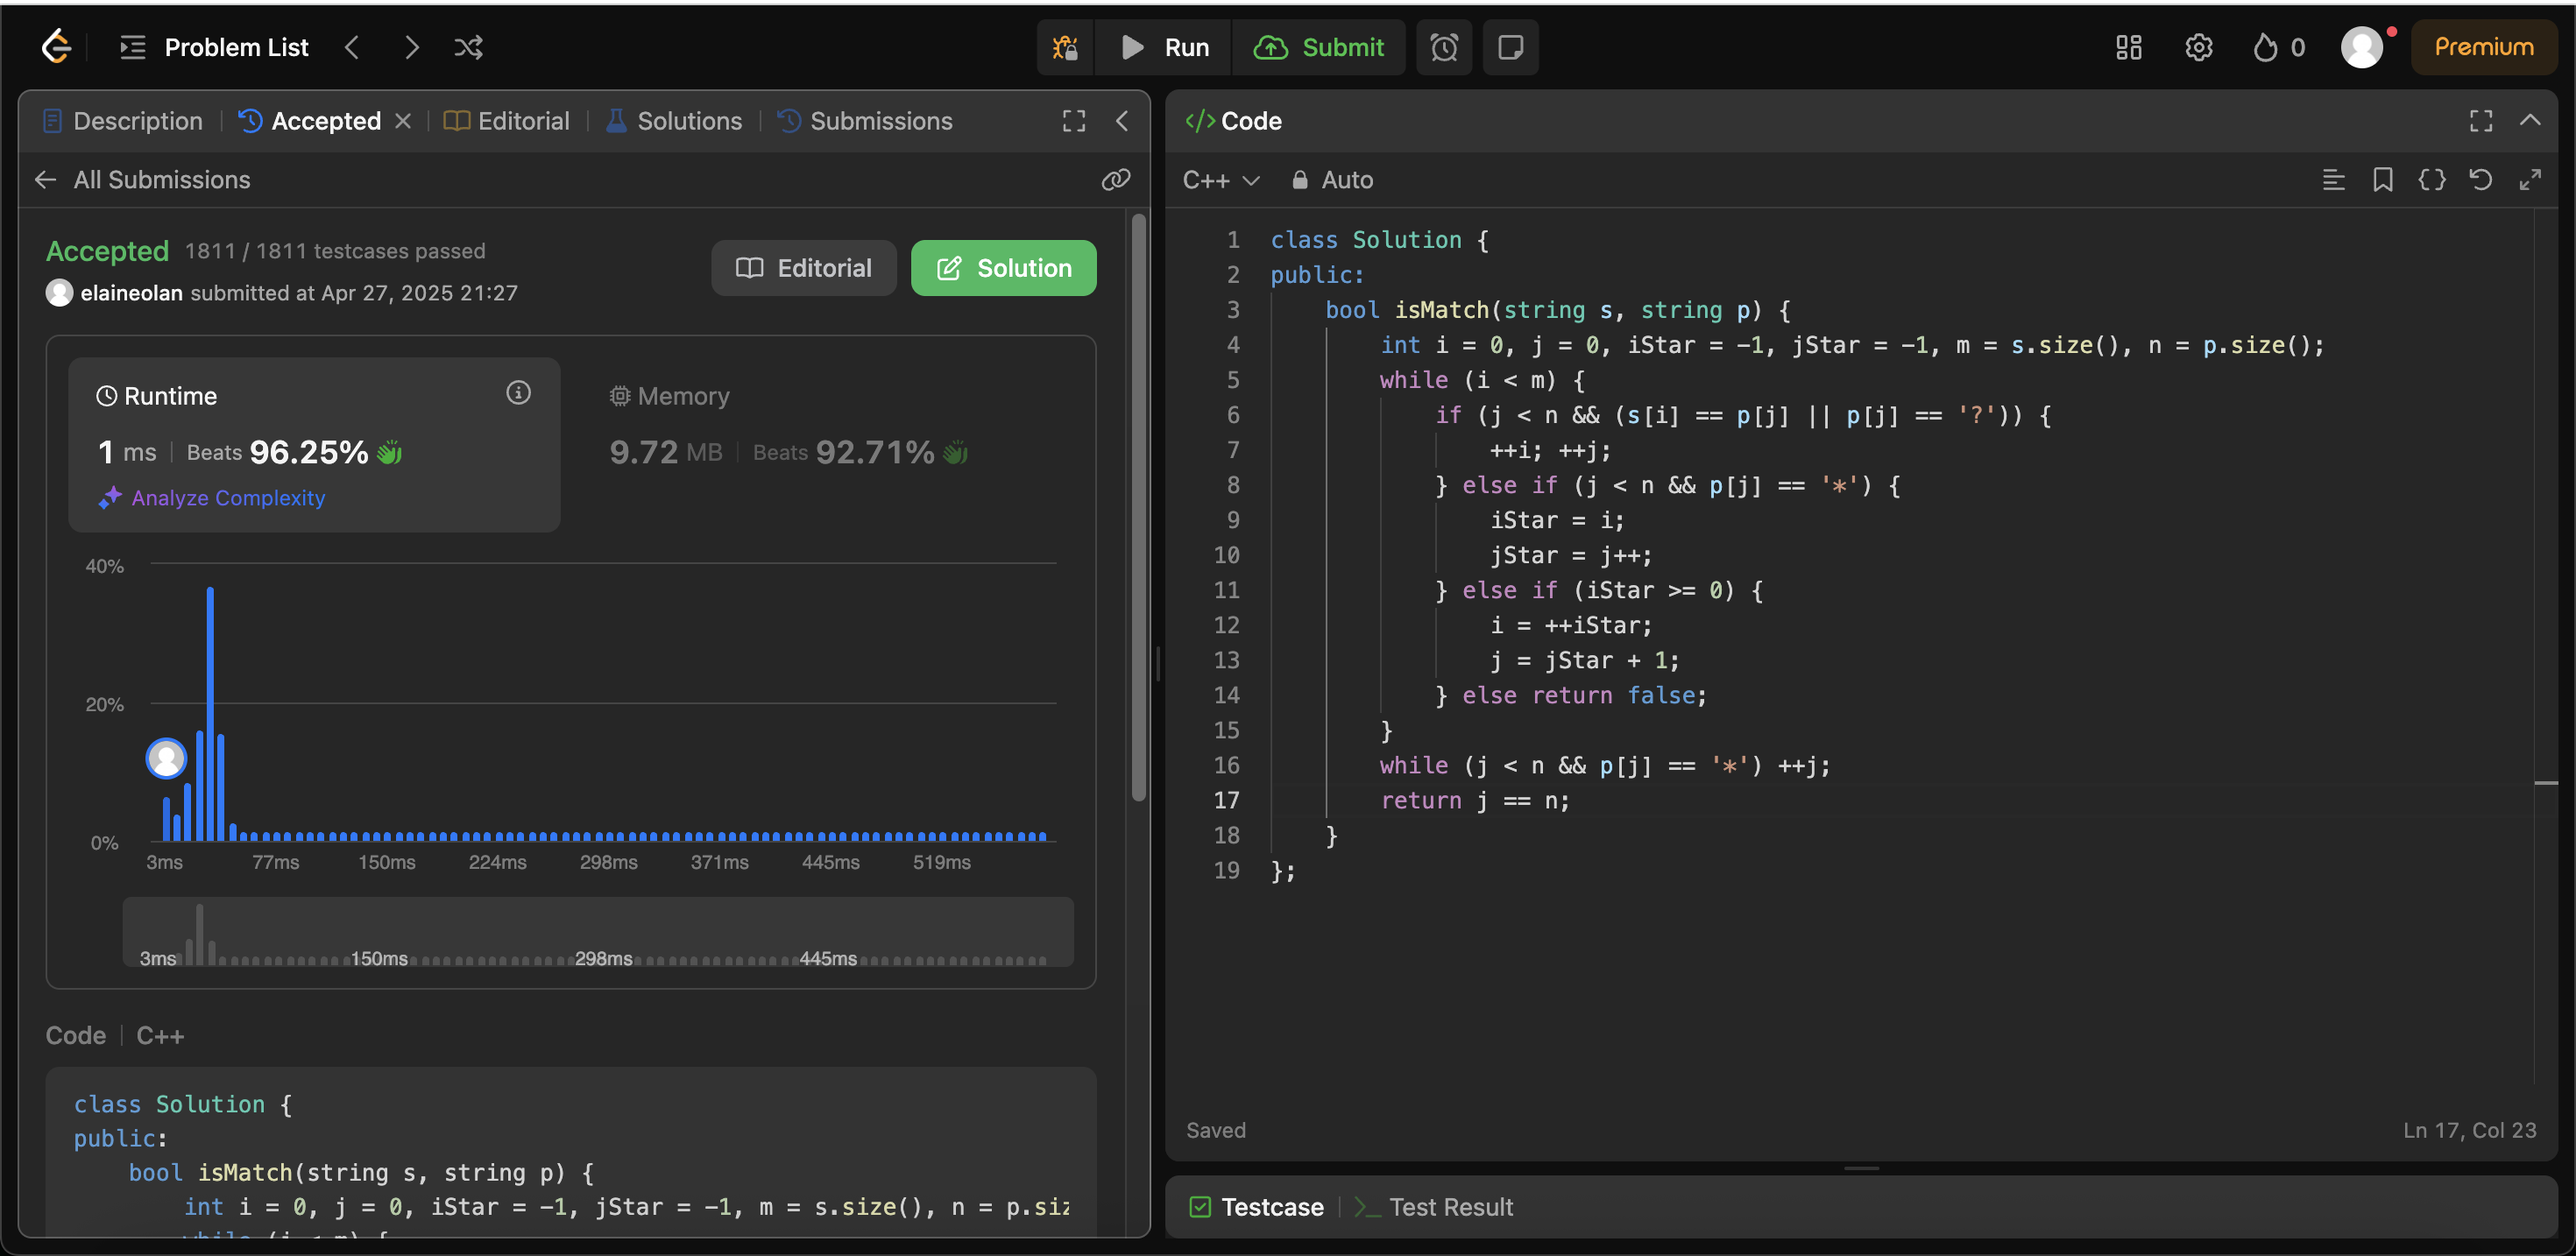 Problem List
Run
Submit
0
Premium
Description
Accepted
Editorial
Solutions
Submissions
All Submissions
Accepted 1811 / 1811 testcases passed
elaineolan submitted at Apr 27, 2025 21:27
Editorial
Solution
Runtime
1 ms Beats 96.25%
Analyze Complexity
Memory
9.72 MB Beats 92.71%
40%
20%
0%
3ms 77ms 150ms 224ms 298ms 371ms 445ms 519ms
3ms 150ms 298ms 445ms
Code C++
class Solution {
public:
    bool isMatch(string s, string p) {
        int i = 0, j = 0, iStar = -1, jStar = -1, m = s.size(), n = p.siz
        while (i < m) {
</> Code
C++ Auto
1 class Solution {
2 public:
3     bool isMatch(string s, string p) {
4         int i = 0, j = 0, iStar = -1, jStar = -1, m = s.size(), n = p.size();
5         while (i < m) {
6             if (j < n && (s[i] == p[j] || p[j] == '?')) {
7                 ++i; ++j;
8             } else if (j < n && p[j] == '*') {
9                 iStar = i;
10                 jStar = j++;
11             } else if (iStar >= 0) {
12                 i = ++iStar;
13                 j = jStar + 1;
14             } else return false;
15         }
16         while (j < n && p[j] == '*') ++j;
17         return j == n;
18     }
19 };
Saved
Ln 17, Col 23
Testcase
Test Result